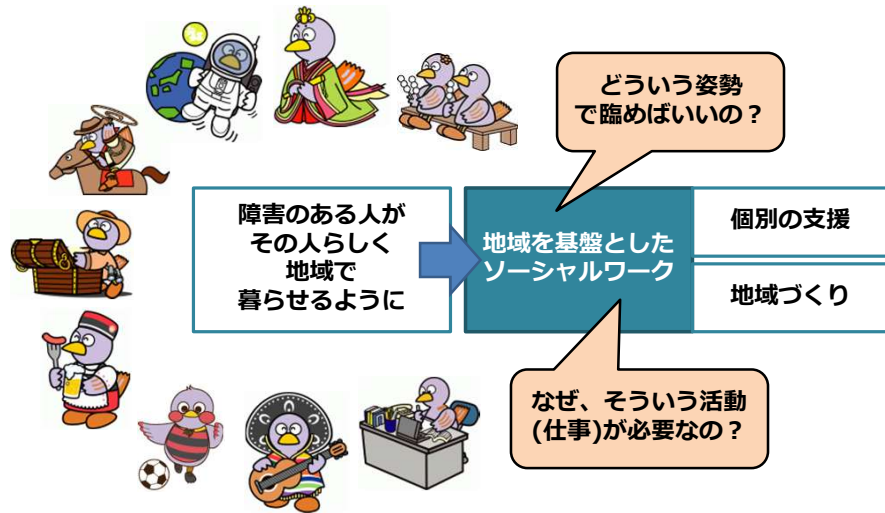 どういう姿勢
で臨めばいいの？
障害のある人が
その人らしく
地域で
暮らせるように
地域を基盤とした
ソーシャルワーク
個別の支援
地域づくり
なぜ、そういう活動
(仕事)が必要なの？